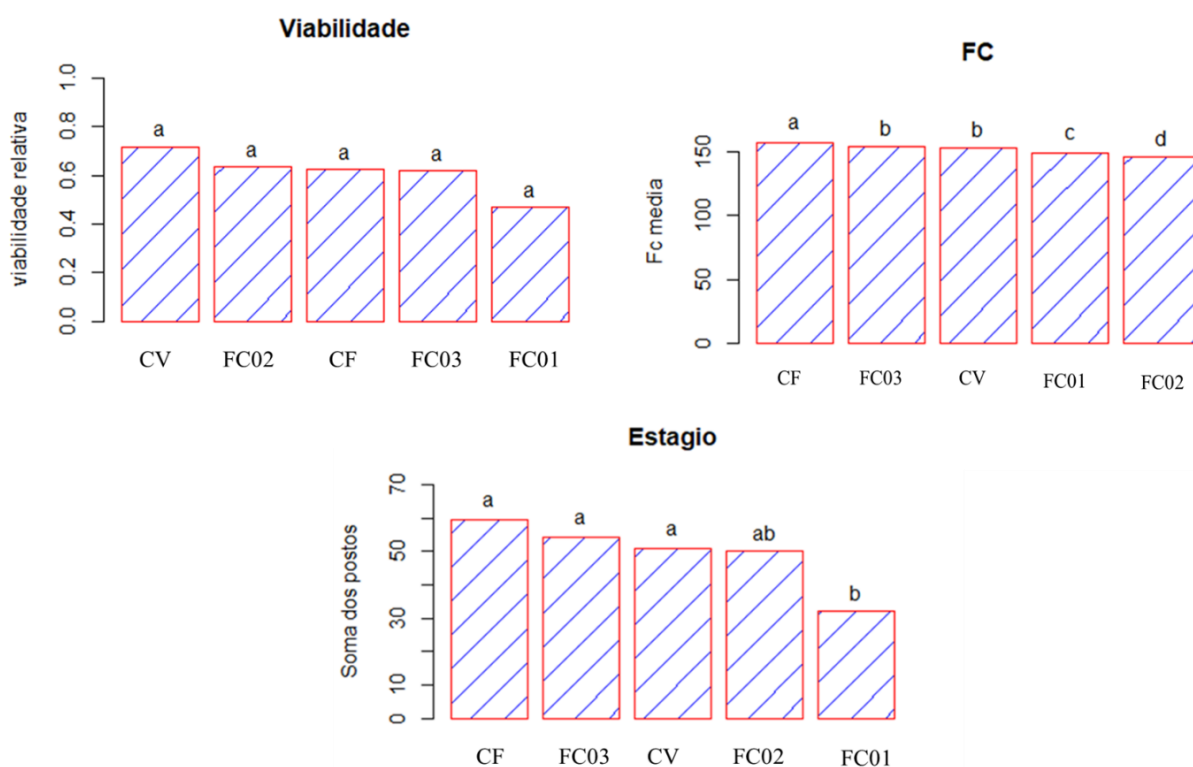 Viabilidade
viabilidade relativa
1.0
0.8
0.6
0.4
0.2
0.0
a a a a a
CV FC02 CF FC03 FC01
FC
Fc media
150
100
50
0
a b b c d
CF FC03 CV FC01 FC02
Estagio
Soma dos postos
70
50
30
10
0
a a a ab b
CF FC03 CV FC02 FC01